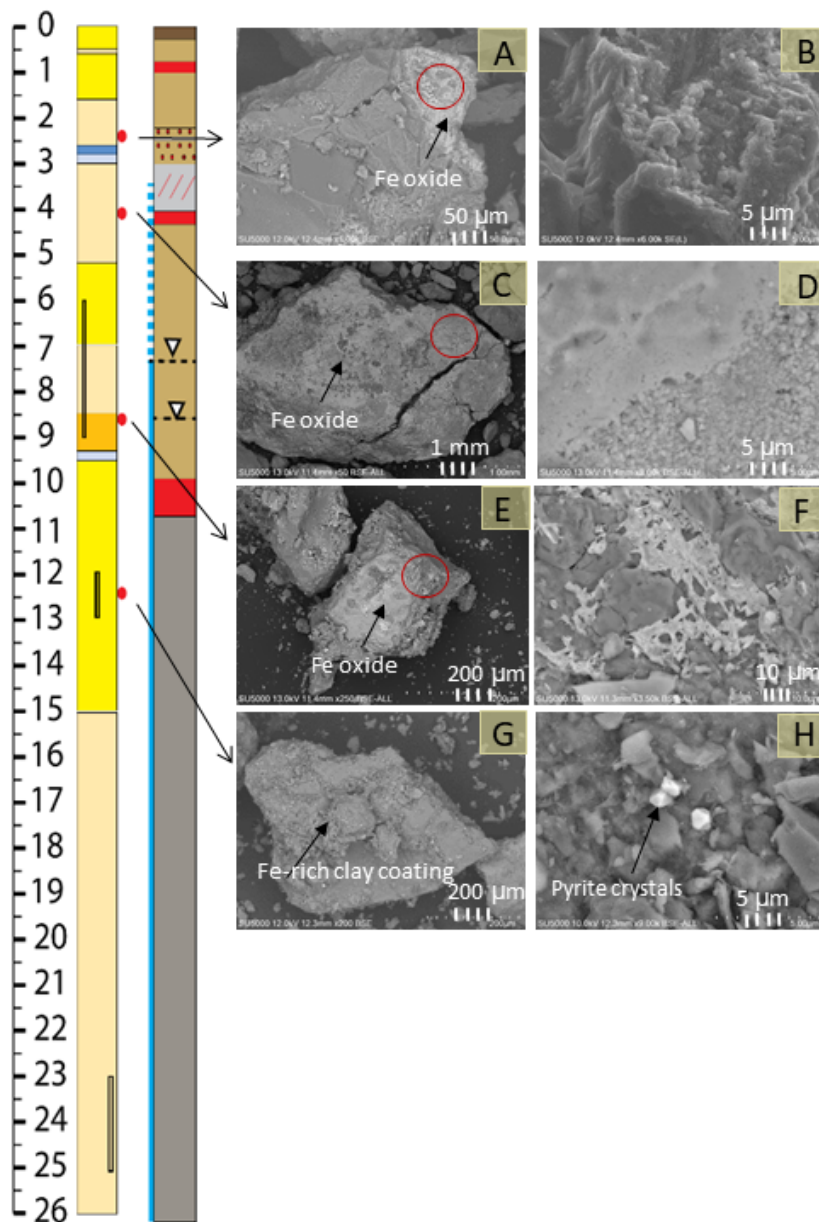 0
1
2
3
4
5
6
7
8
9
10
11
12
13
14
15
16
17
18
19
20
21
22
23
24
25
26
A
Fe oxide
50 µm
B
5 µm
C
Fe oxide
1 mm
D
5 µm
E
Fe oxide
200 µm
F
10 µm
G
Fe-rich clay coating
200 µm
H
Pyrite crystals
5 µm